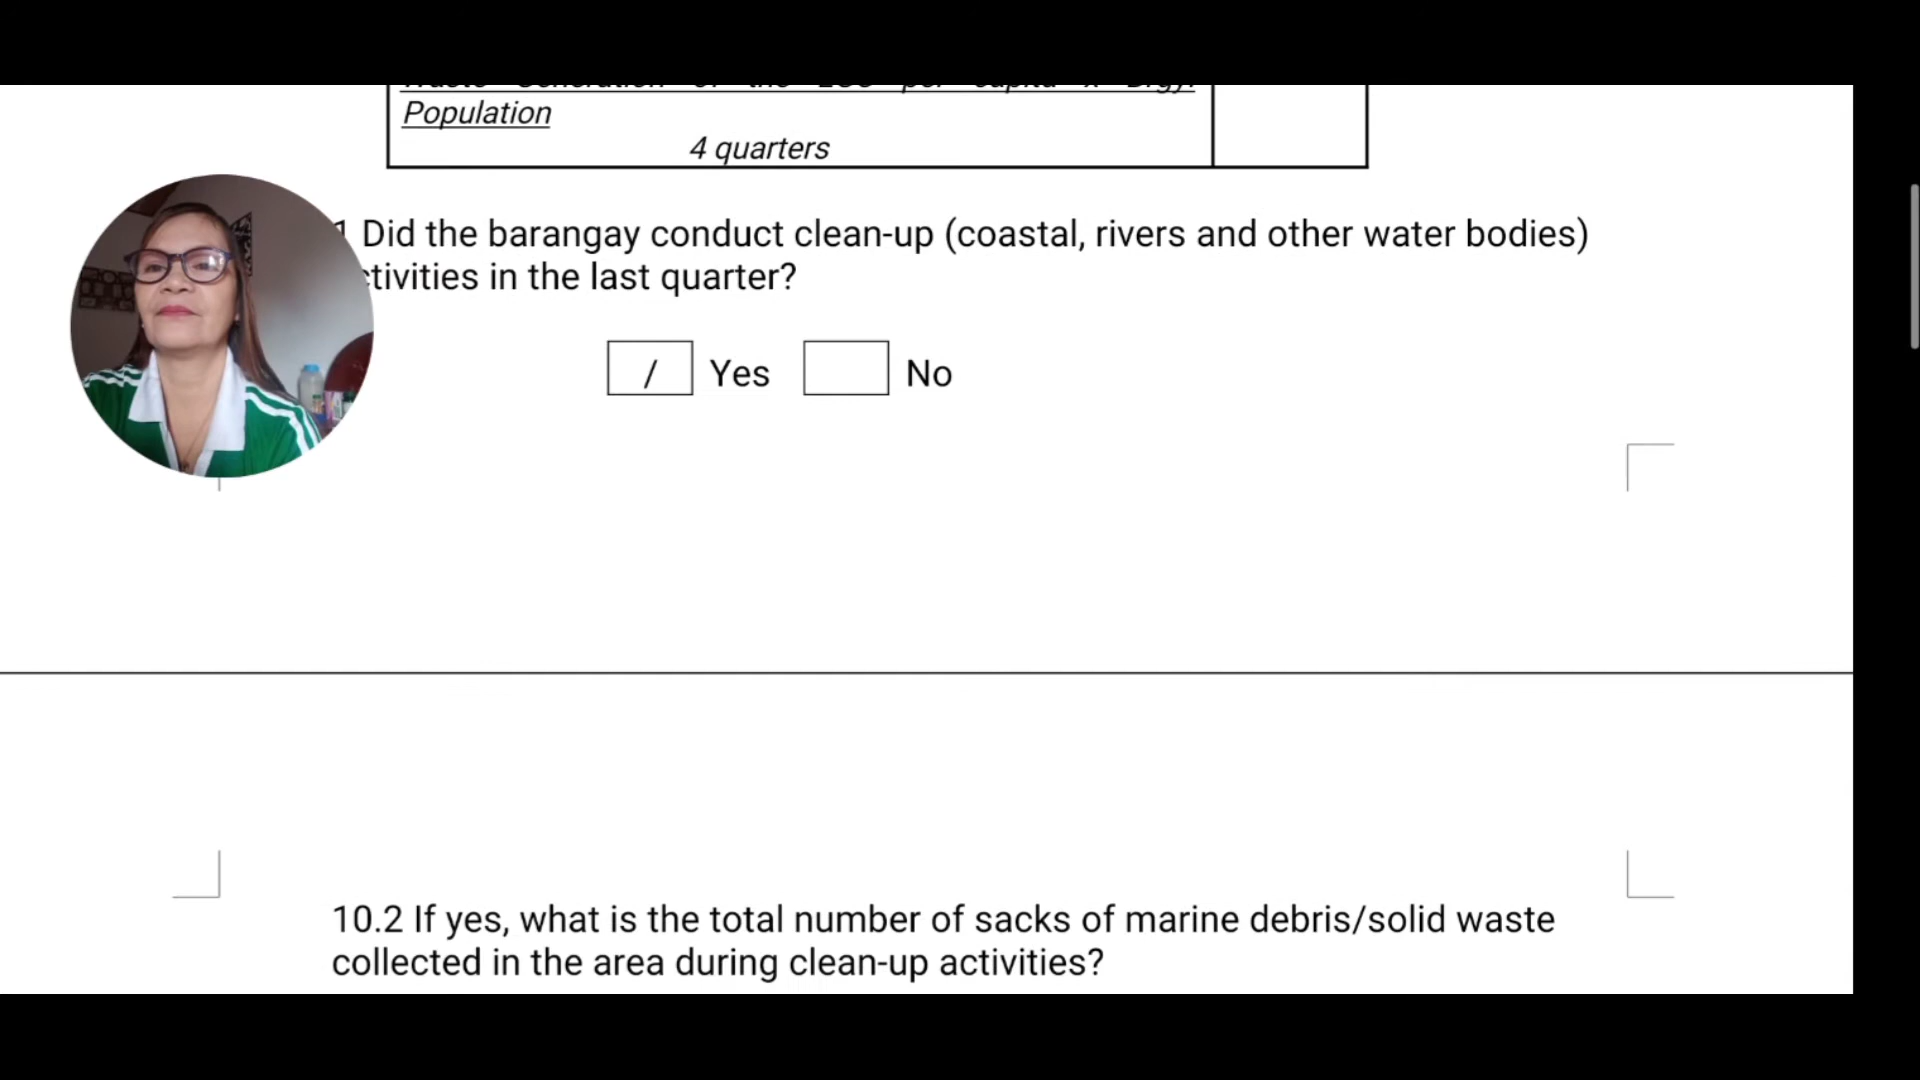 Population
4 quarters
Did the barangay conduct clean-up (coastal, rivers and other water bodies)
in the last quarter?
/ Yes No
10.2 If yes, what is the total number of sacks of marine debris/solid waste
collected in the area during clean-up activities?